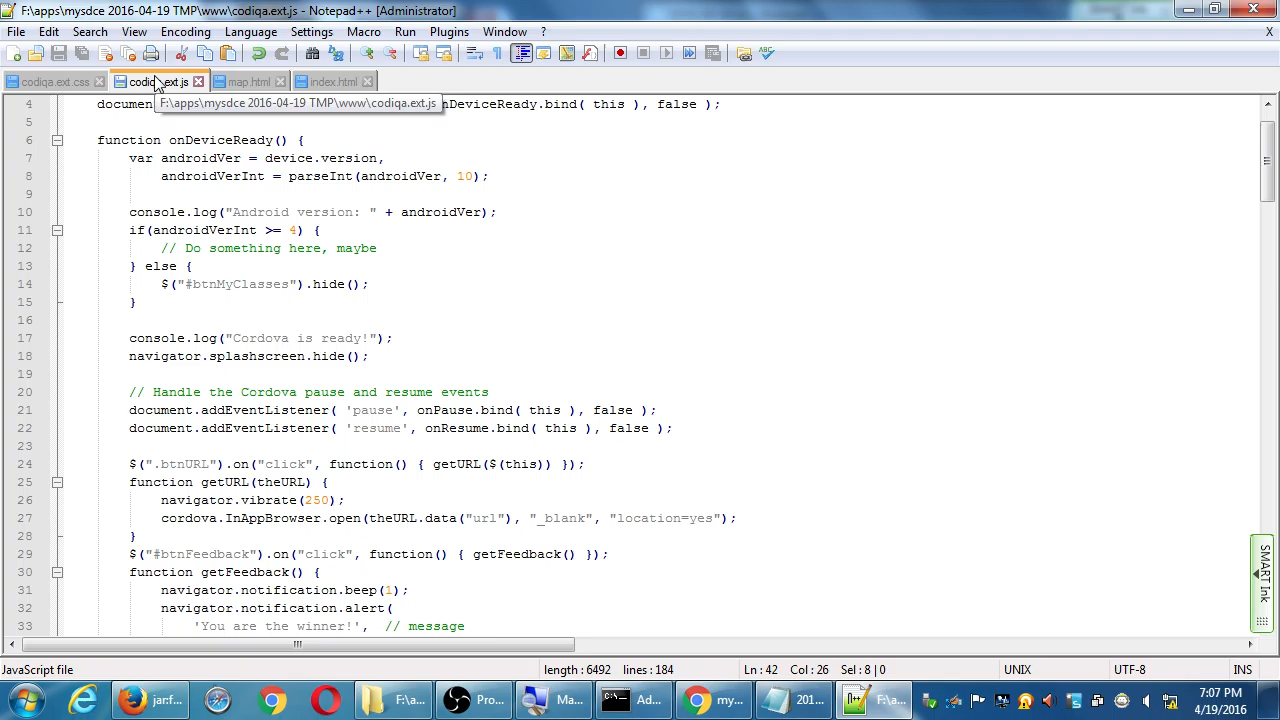 F:\apps\mysdce 2016-04-19 TMP\www\codiqa.ext.js - Notepad++ [Administrator]
File Edit Search View Encoding Language Settings Macro Run Plugins Window ? X
codiqa.ext.css codiq ext.js map.html index.html
F:\apps\mysdce 2016-04-19 TMP\www\codiqa.ext.js
4 documen nDeviceReady.bind( this ), false );
5
6 function onDeviceReady() {
7 var androidVer = device.version,
8 androidVerInt = parseInt(androidVer, 10);
9
10 console.log("Android version: " + androidVer);
11 if(androidVerInt >= 4) {
12 // Do something here, maybe
13 } else {
14 $("#btnMyClasses").hide();
15 }
16
17 console.log("Cordova is ready!");
18 navigator.splashscreen.hide();
19
20 // Handle the Cordova pause and resume events
21 document.addEventListener( 'pause', onPause.bind( this ), false );
22 document.addEventListener( 'resume', onResume.bind( this ), false );
23
24 $(".btnURL").on("click", function() { getURL($(this)) });
25 function getURL(theURL) {
26 navigator.vibrate(250);
27 cordova.InAppBrowser.open(theURL.data("url"), "_blank", "location=yes");
28 }
29 $("#btnFeedback").on("click", function() { getFeedback() });
30 function getFeedback() {
31 navigator.notification.beep(1);
32 navigator.notification.alert(
33 'You are the winner!', // message
SMART Ink
JavaScript file length : 6492 lines : 184 Ln : 42 Col : 26 Sel : 8 | 0 UNIX UTF-8 INS
jar:f... F:\a... Pro... Ma... Ad... my... 201... F:\a... 7:07 PM
4/19/2016